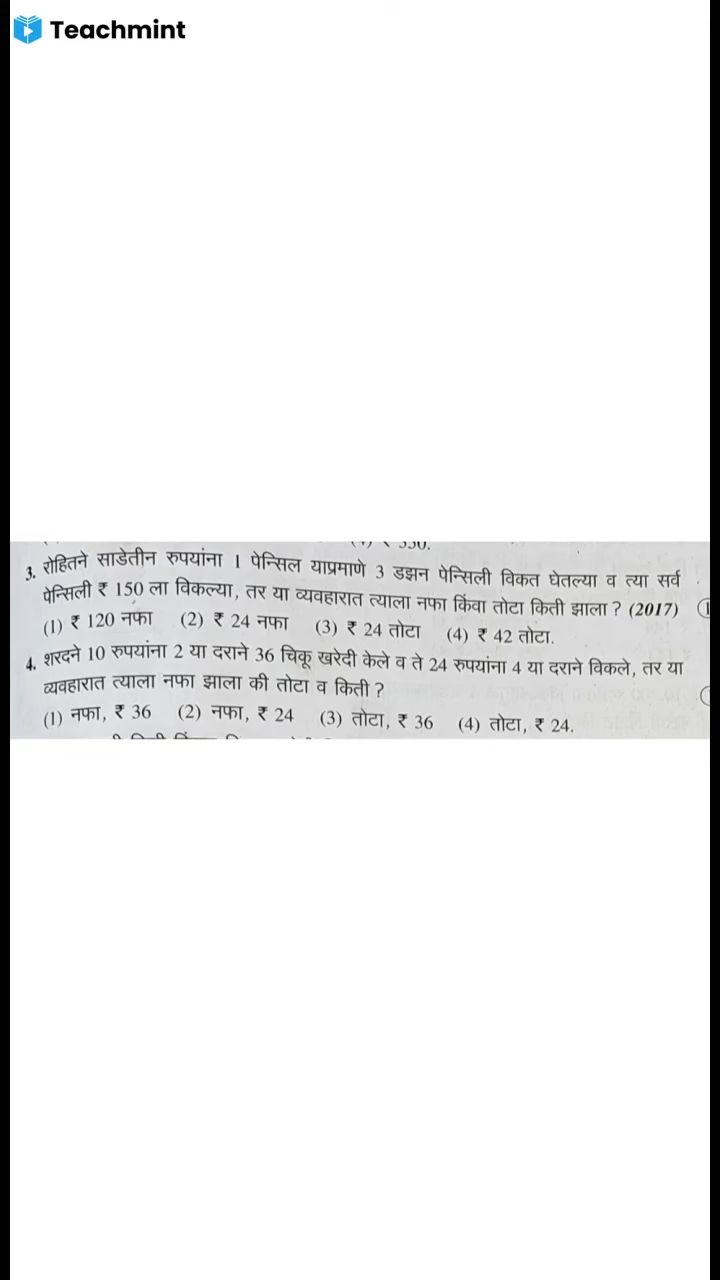 Teachmint
3. रोहितने साडेतीन रुपयांना 1 पेन्सिल याप्रमाणे 3 डझन पेन्सिली विकत घेतल्या व त्या सर्व
पेन्सिली ₹ 150 ला विकल्या, तर या व्यवहारात त्याला नफा किंवा तोटा किती झाला ? (2017)
(1) ₹ 120 नफा (2) ₹ 24 नफा (3) ₹ 24 तोटा (4) ₹ 42 तोटा.
4. शरदने 10 रुपयांना 2 या दराने 36 चिकू खरेदी केले व ते 24 रुपयांना 4 या दराने विकले, तर या
व्यवहारात त्याला नफा झाला की तोटा व किती ?
(1) नफा, ₹ 36 (2) नफा, ₹ 24 (3) तोटा, ₹ 36 (4) तोटा, ₹ 24.